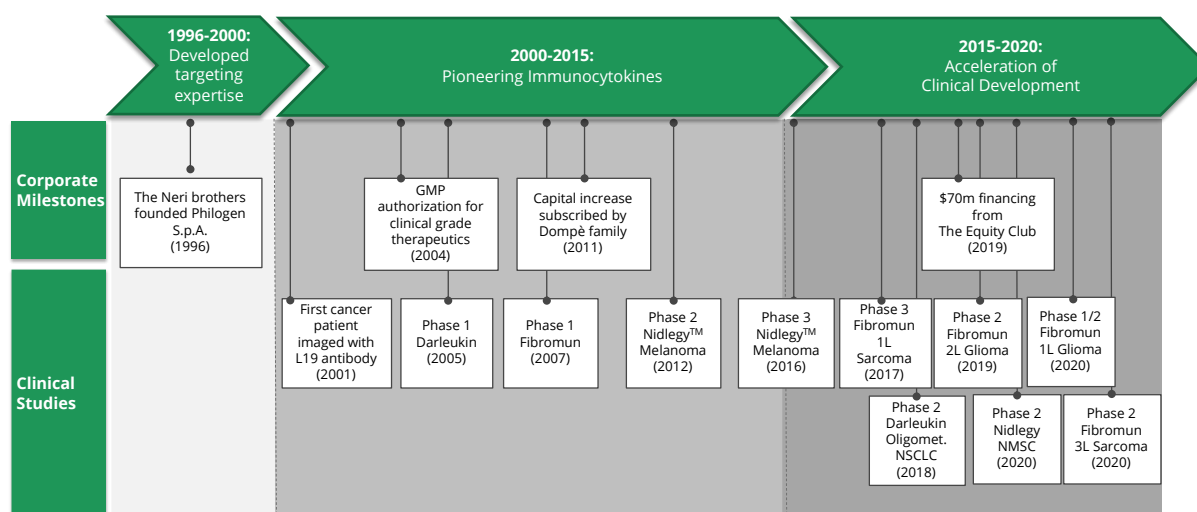 1996-2000:
Developed
targeting
expertise
2000-2015:
Pioneering Immunocytokines
2015-2020:
Acceleration of
Clinical Development
Corporate
Milestones
The Neri brothers
founded Philogen
S.p.A.
(1996)
GMP
authorization for
clinical grade
therapeutics
(2004)
Capital increase
subscribed by
Dompè family
(2011)
$70m financing
from
The Equity Club
(2019)
Clinical
Studies
First cancer
patient
imaged with
L19 antibody
(2001)
Phase 1
Darleukin
(2005)
Phase 1
Fibromun
(2007)
Phase 2
Nidlegy™
Melanoma
(2012)
Phase 3
Nidlegy™
Melanoma
(2016)
Phase 3
Fibromun
1L
Sarcoma
(2017)
Phase 2
Fibromun
2L Glioma
(2019)
Phase 1/2
Fibromun
1L Glioma
(2020)
Phase 2
Darleukin
Oligomet.
NSCLC
(2018)
Phase 2
Nidlegy
NMSC
(2020)
Phase 2
Fibromun
3L Sarcoma
(2020)